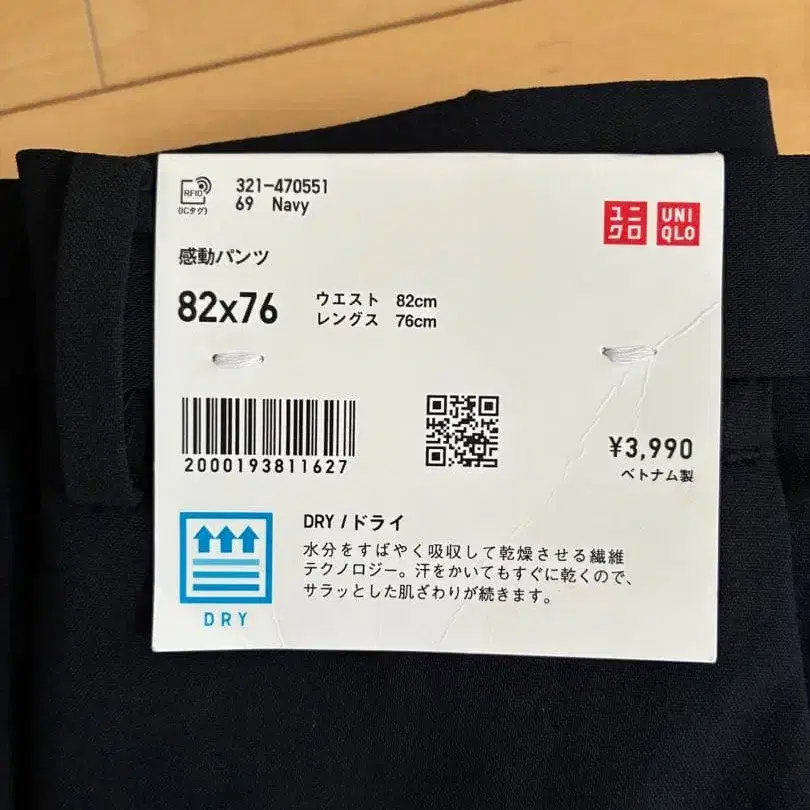 RFID
(ICタグ)
321-470551
69 Navy
ユニ
クロ
UNI
QLO
感動パンツ
82x76
ウエスト 82cm
レングス 76cm
2000193811627
¥3,990
ベトナム製
DRY
DRY / ドライ
水分をすばやく吸収して乾燥させる繊維
テクノロジー。汗をかいてもすぐに乾くので、
サラッとした肌ざわりが続きます。